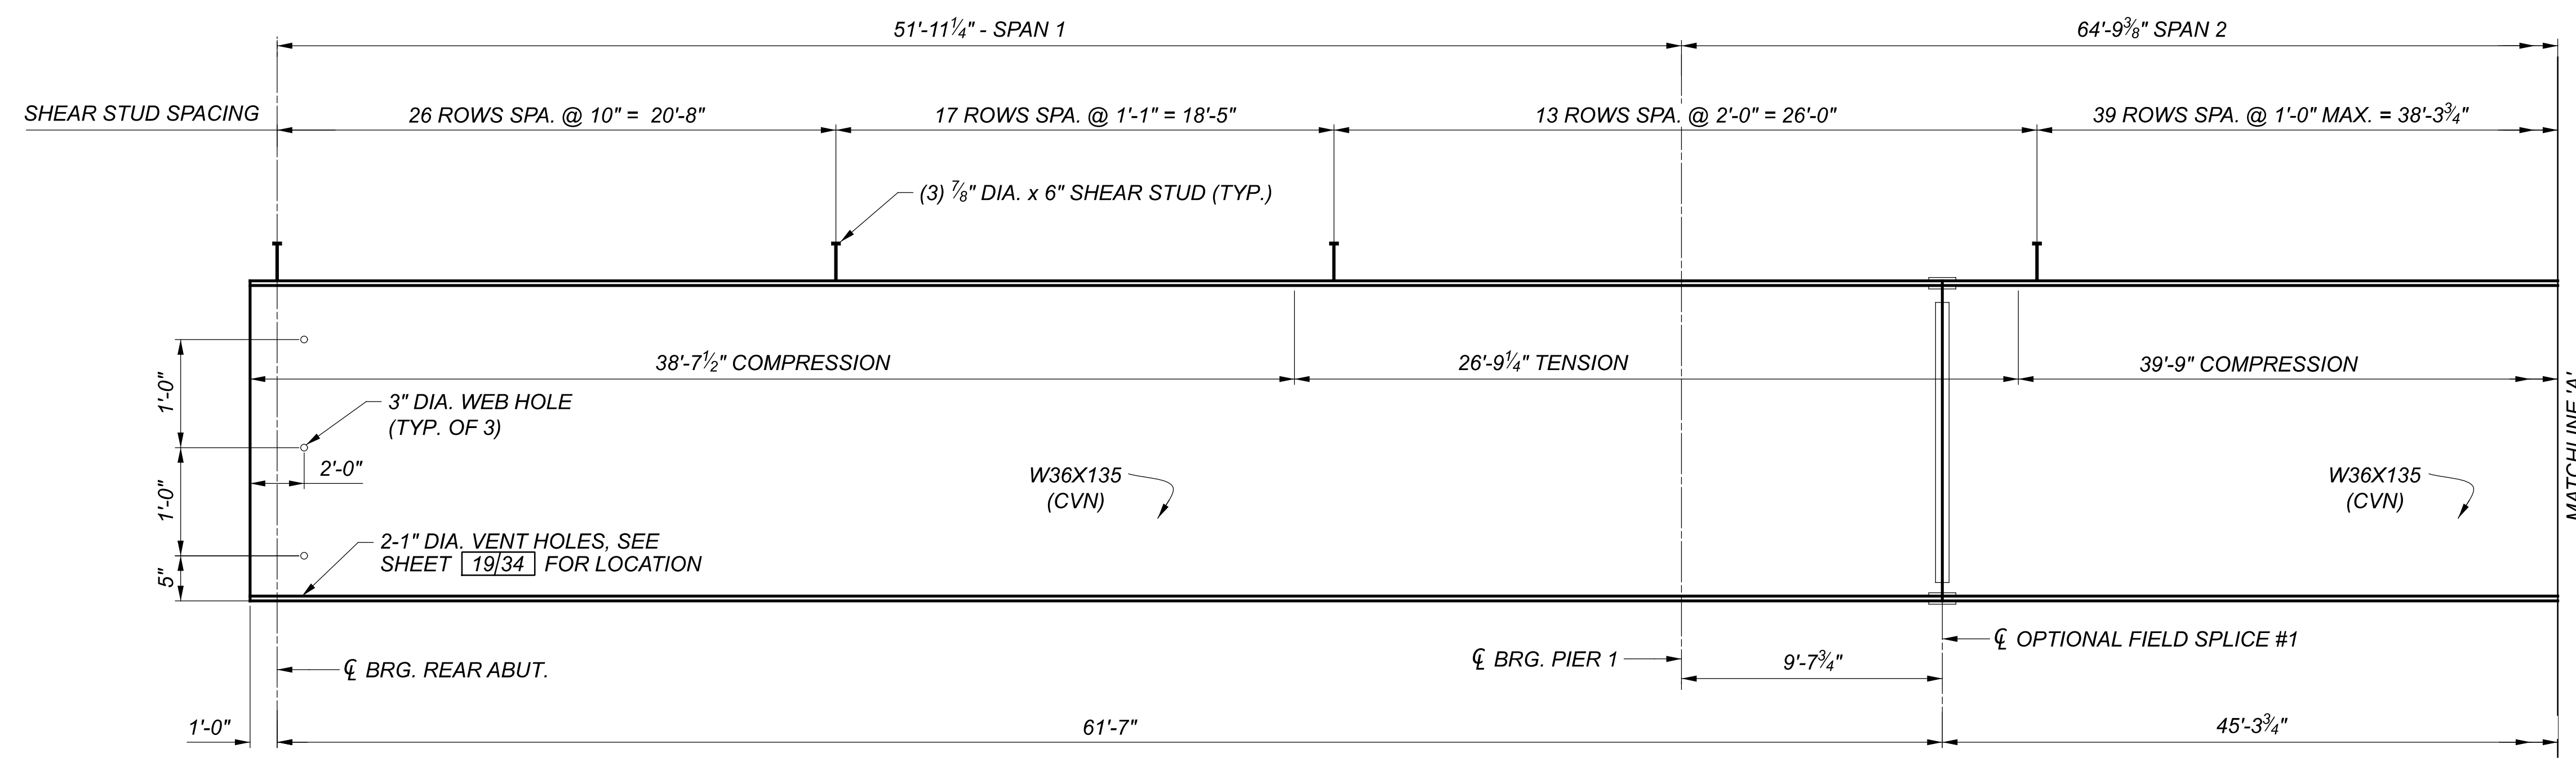 51'-11¼" - SPAN 1
64'-9⅜" SPAN 2
SHEAR STUD SPACING
26 ROWS SPA. @ 10" = 20'-8"
17 ROWS SPA. @ 1'-1" = 18'-5"
13 ROWS SPA. @ 2'-0" = 26'-0"
39 ROWS SPA. @ 1'-0" MAX. = 38'-3¾"
(3) ⅞" DIA. x 6" SHEAR STUD (TYP.)
38'-7½" COMPRESSION
26'-9¼" TENSION
39'-9" COMPRESSION
1'-0"
3" DIA. WEB HOLE
(TYP. OF 3)
2'-0"
1'-0"
W36X135
(CVN)
W36X135
(CVN)
MATCHLINE 'A'
2-1" DIA. VENT HOLES, SEE
SHEET 19/34 FOR LOCATION
5"
℄ BRG. REAR ABUT.
℄ BRG. PIER 1
9'-7¾"
℄ OPTIONAL FIELD SPLICE #1
1'-0"
61'-7"
45'-3¾"